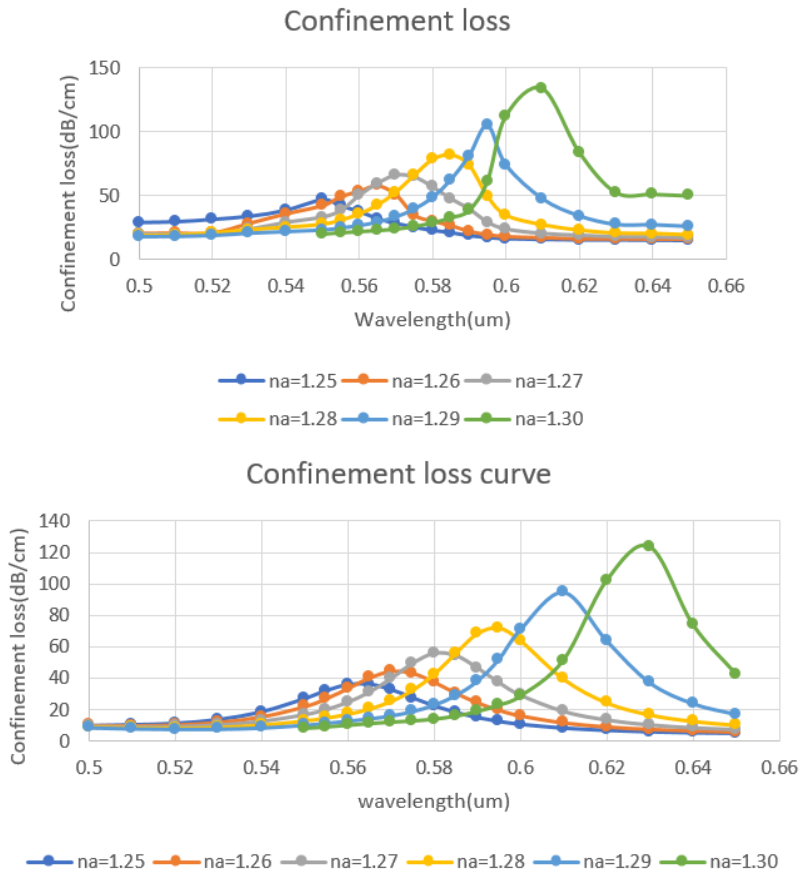 Confinement loss
150
100
50
0
Confinement loss(dB/cm)
0.5 0.52 0.54 0.56 0.58 0.6 0.62 0.64 0.66
Wavelength(um)
na=1.25 na=1.26 na=1.27
na=1.28 na=1.29 na=1.30
Confinement loss curve
140
120
100
80
60
40
20
0
Confinement loss(dB/cm)
0.5 0.52 0.54 0.56 0.58 0.6 0.62 0.64 0.66
wavelength(um)
na=1.25 na=1.26 na=1.27 na=1.28 na=1.29 na=1.30